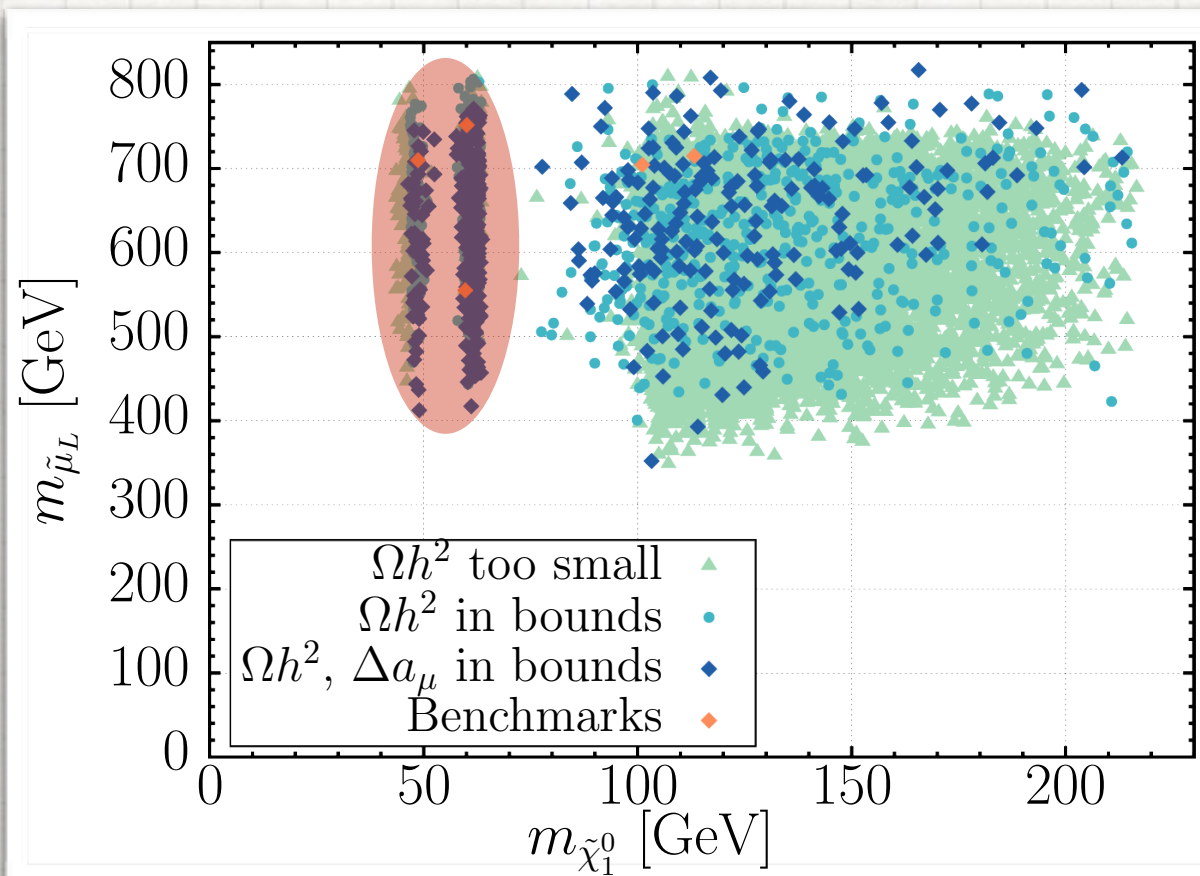 800
700
600
500
400
300
200
100
0
m_{\tilde{\mu}_L} [GeV]
Ωh² too small
Ωh² in bounds
Ωh², Δa_μ in bounds
Benchmarks
0 50 100 150 200
m_{\tilde{\chi}_1^0} [GeV]